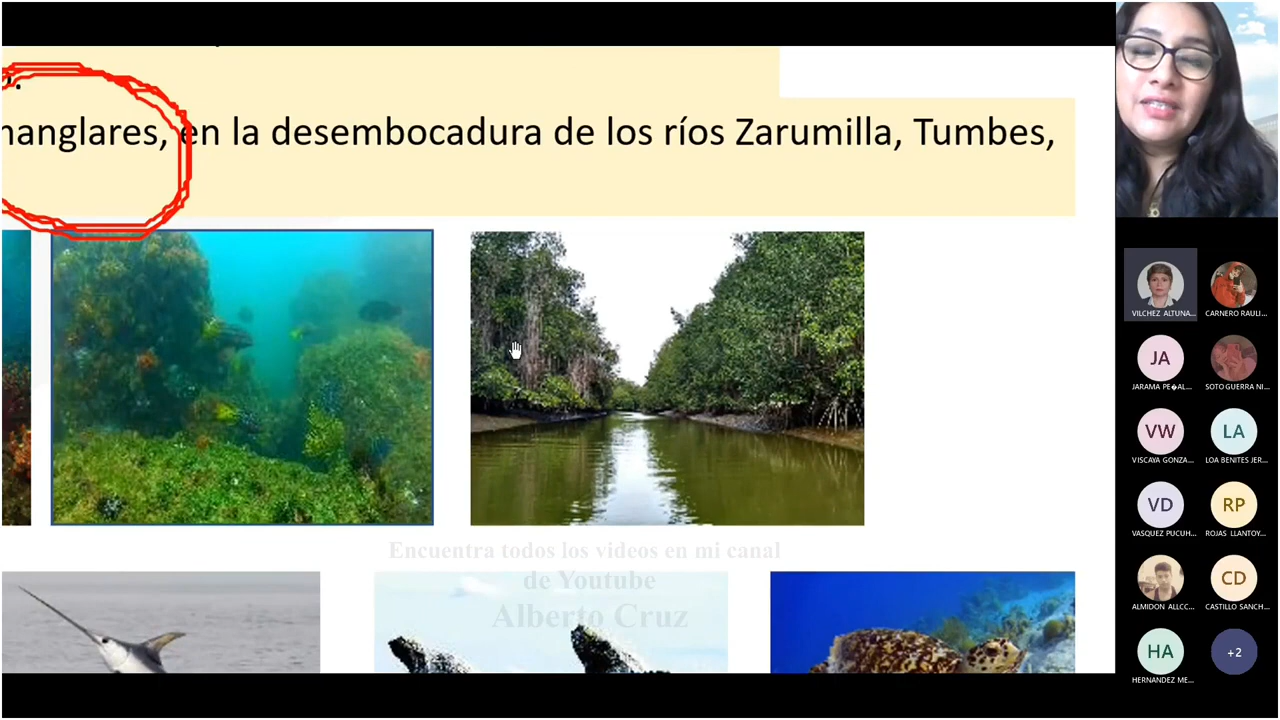 o.
manglares, en la desembocadura de los ríos Zarumilla, Tumbes,
Encuentra todos los videos en mi canal
de Youtube
Alberto Cruz
VILCHEZ ALTUNA...
CARNERO RAULI...
JA
JARAMA PE�AL...
SOTO GUERRA NI...
VW
VISCAYA GONZA...
LA
LOA BENITES JER...
VD
VASQUEZ PUCUH...
RP
ROJAS LLANTOY...
ALMIDON ALLCC...
CD
CASTILLO SANCH...
HA
HERNANDEZ ME...
+2